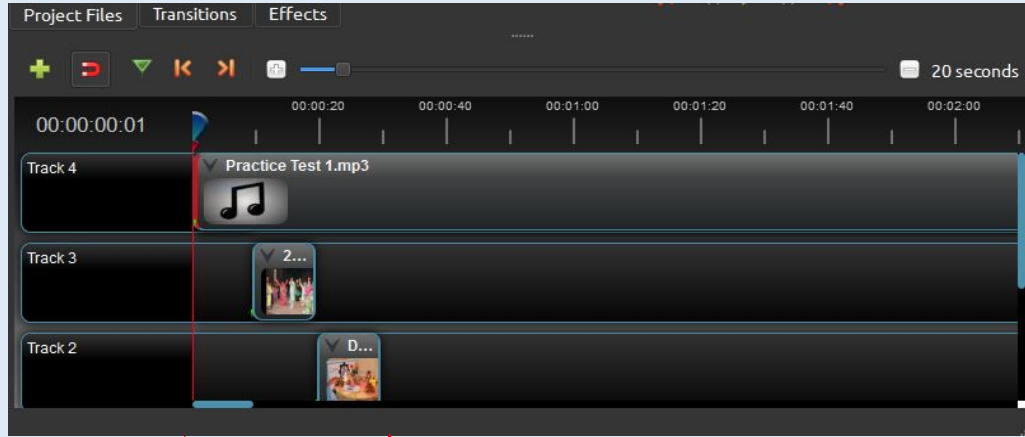 Project Files Transitions Effects
20 seconds
00:00:00:01 00:00:20 00:00:40 00:01:00 00:01:20 00:01:40 00:02:00
Track 4 Practice Test 1.mp3
Track 3 2...
Track 2 D...